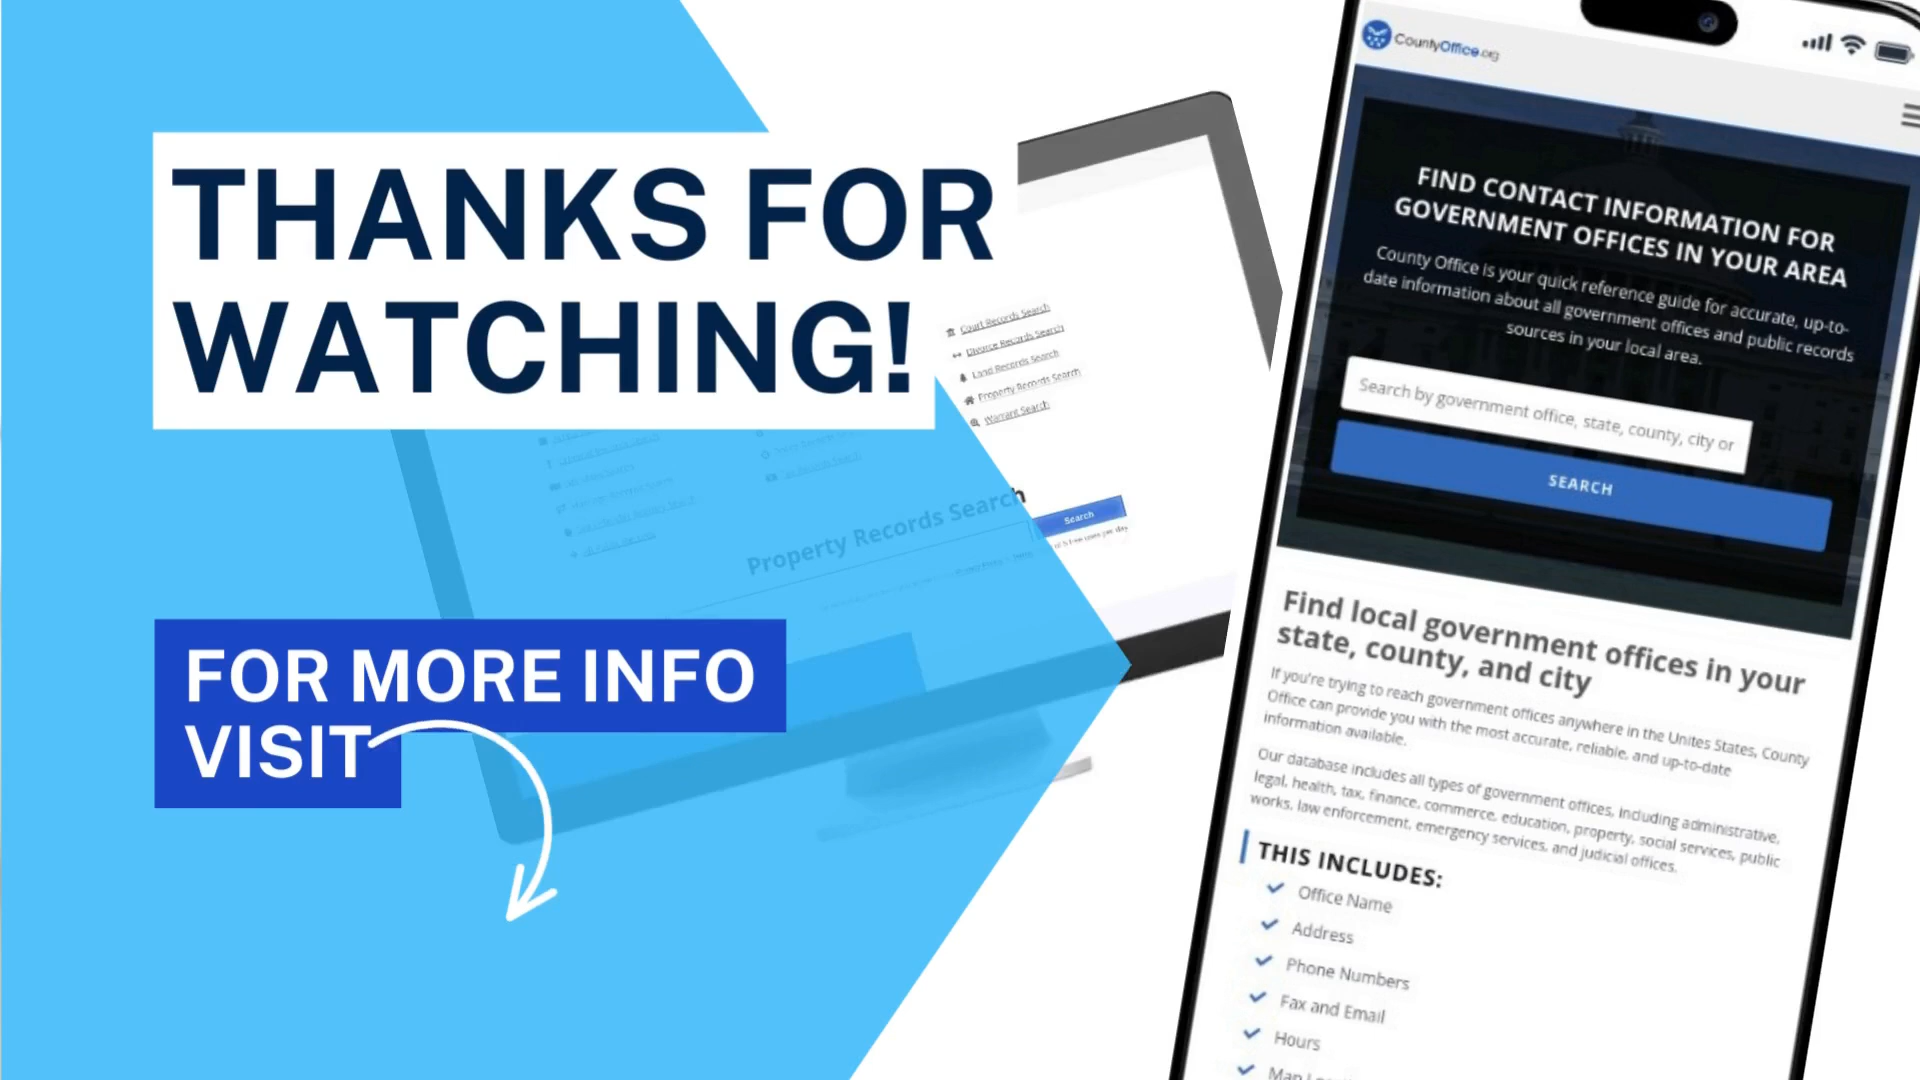 THANKS FOR
WATCHING!
FOR MORE INFO
VISIT
Court Records Search
Divorce Records Search
Land Records Search
Property Records Search
Warrant Search
Property Records Search
Search
of 5 free uses per day
CountyOffice.org
FIND CONTACT INFORMATION FOR
GOVERNMENT OFFICES IN YOUR AREA
County Office is your quick reference guide for accurate, up-to-
date information about all government offices and public records
sources in your local area.
Search by government office, state, county, city or
SEARCH
Find local government offices in your
state, county, and city
If you're trying to reach government offices anywhere in the Unites States, County
Office can provide you with the most accurate, reliable, and up-to-date
information available.
Our database includes all types of government offices, including administrative,
legal, health, tax, finance, commerce, education, property, social services, public
works, law enforcement, emergency services, and judicial offices.
THIS INCLUDES:
Office Name
Address
Phone Numbers
Fax and Email
Hours
Map